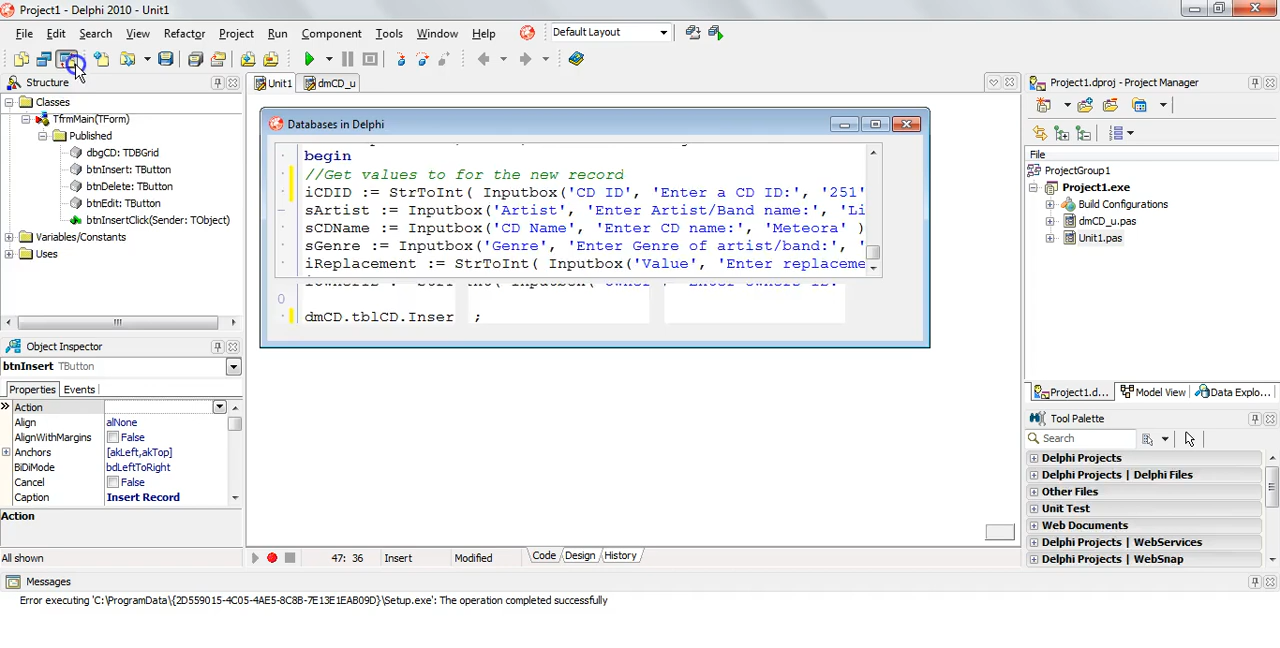 Project1 - Delphi 2010 - Unit1
File Edit Search View Refactor Project Run Component Tools Window Help Default Layout
Structure
Classes
TfrmMain(TForm)
Published
dbgCD: TDBGrid
btnInsert: TButton
btnDelete: TButton
btnEdit: TButton
btnInsertClick(Sender: TObject)
Variables/Constants
Uses
Object Inspector
btnInsert TButton
Properties Events
Action
Align alNone
AlignWithMargins False
Anchors [akLeft,akTop]
BiDiMode bdLeftToRight
Cancel False
Caption Insert Record
Action
All shown
Unit1 dmCD_u
Databases in Delphi
begin
//Get values to for the new record
iCDID := StrToInt( Inputbox('CD ID', 'Enter a CD ID:', '251'
sArtist := Inputbox('Artist', 'Enter Artist/Band name:', 'Li
sCDName := Inputbox('CD Name', 'Enter CD name:', 'Meteora' )
sGenre := Inputbox('Genre', 'Enter Genre of artist/band:', '
iReplacement := StrToInt( Inputbox('Value', 'Enter replaceme
0
dmCD.tblCD.Inser ;
47: 36 Insert Modified Code Design History
Project1.dproj - Project Manager
File
ProjectGroup1
Project1.exe
Build Configurations
dmCD_u.pas
Unit1.pas
Project1.d... Model View Data Explo...
Tool Palette
Search
Delphi Projects
Delphi Projects | Delphi Files
Other Files
Unit Test
Web Documents
Delphi Projects | WebServices
Delphi Projects | WebSnap
Messages
Error executing 'C:\ProgramData\{2D559015-4C05-4AE5-8C8B-7E13E1EAB09D}\Setup.exe': The operation completed successfully